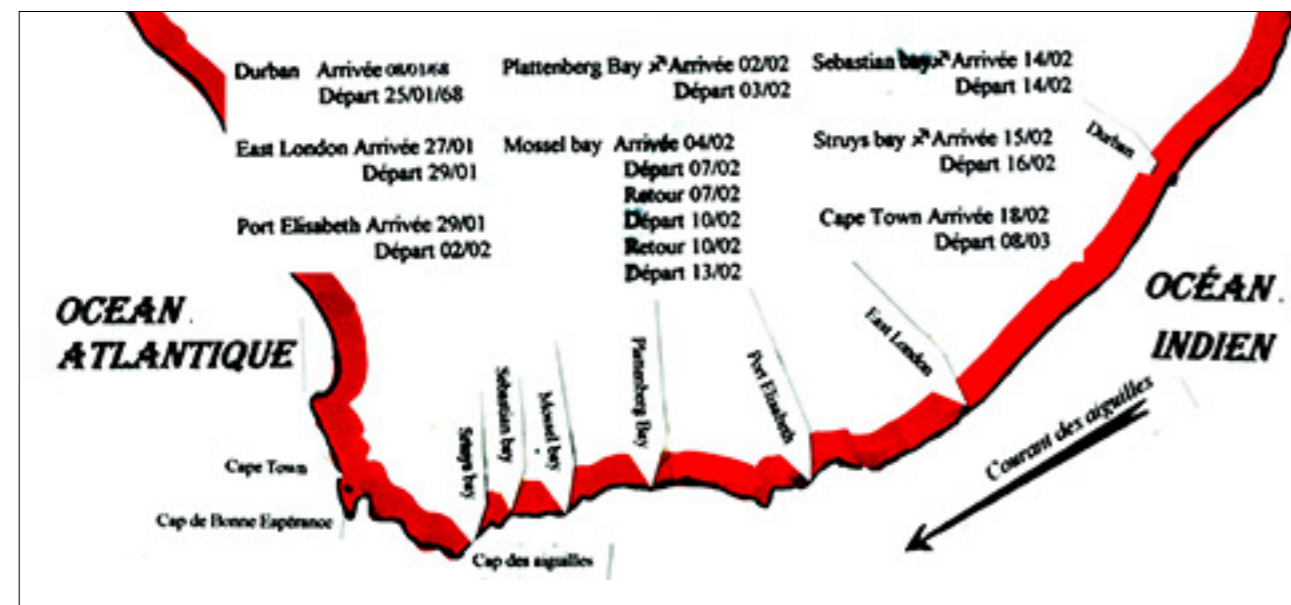 Durban Arrivée 08/01/68
Départ 25/01/68
East London Arrivée 27/01
Départ 29/01
Port Elisabeth Arrivée 29/01
Départ 02/02
Plattenberg Bay Arrivée 02/02
Départ 03/02
Mossel bay Arrivée 04/02
Départ 07/02
Retour 07/02
Départ 10/02
Retour 10/02
Départ 13/02
Sebastian bay Arrivée 14/02
Départ 14/02
Struys bay Arrivée 15/02
Départ 16/02
Cape Town Arrivée 18/02
Départ 08/03
OCEAN
ATLANTIQUE
OCÉAN
INDIEN
Durban
East London
Port Elisabeth
Plattenberg Bay
Mossel bay
Sebastian bay
Struys bay
Cape Town
Cap de Bonne Espérance
Cap des aiguilles
Courant des aiguilles